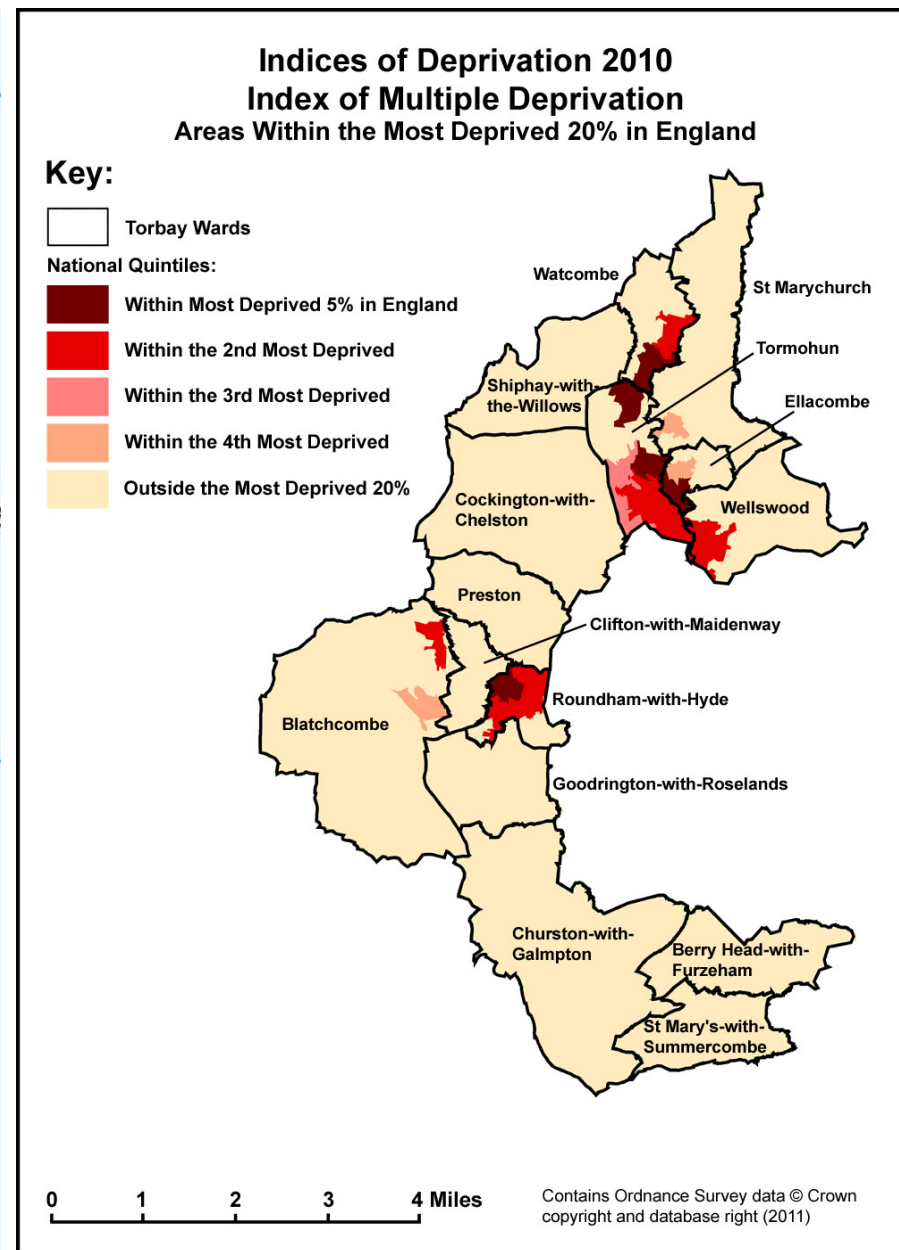 Indices of Deprivation 2010
Index of Multiple Deprivation
Areas Within the Most Deprived 20% in England
Key:
Torbay Wards
National Quintiles:
Within Most Deprived 5% in England
Within the 2nd Most Deprived
Within the 3rd Most Deprived
Within the 4th Most Deprived
Outside the Most Deprived 20%
Watcombe
St Marychurch
Tormohun
Shiphay-with-
the-Willows
Ellacombe
Cockington-with-
Chelston
Wellswood
Preston
Clifton-with-Maidenway
Roundham-with-Hyde
Blatchcombe
Goodrington-with-Roselands
Churston-with-
Galmpton
Berry Head-with-
Furzeham
St Mary's-with-
Summercombe
0 1 2 3 4 Miles
Contains Ordnance Survey data © Crown
copyright and database right (2011)